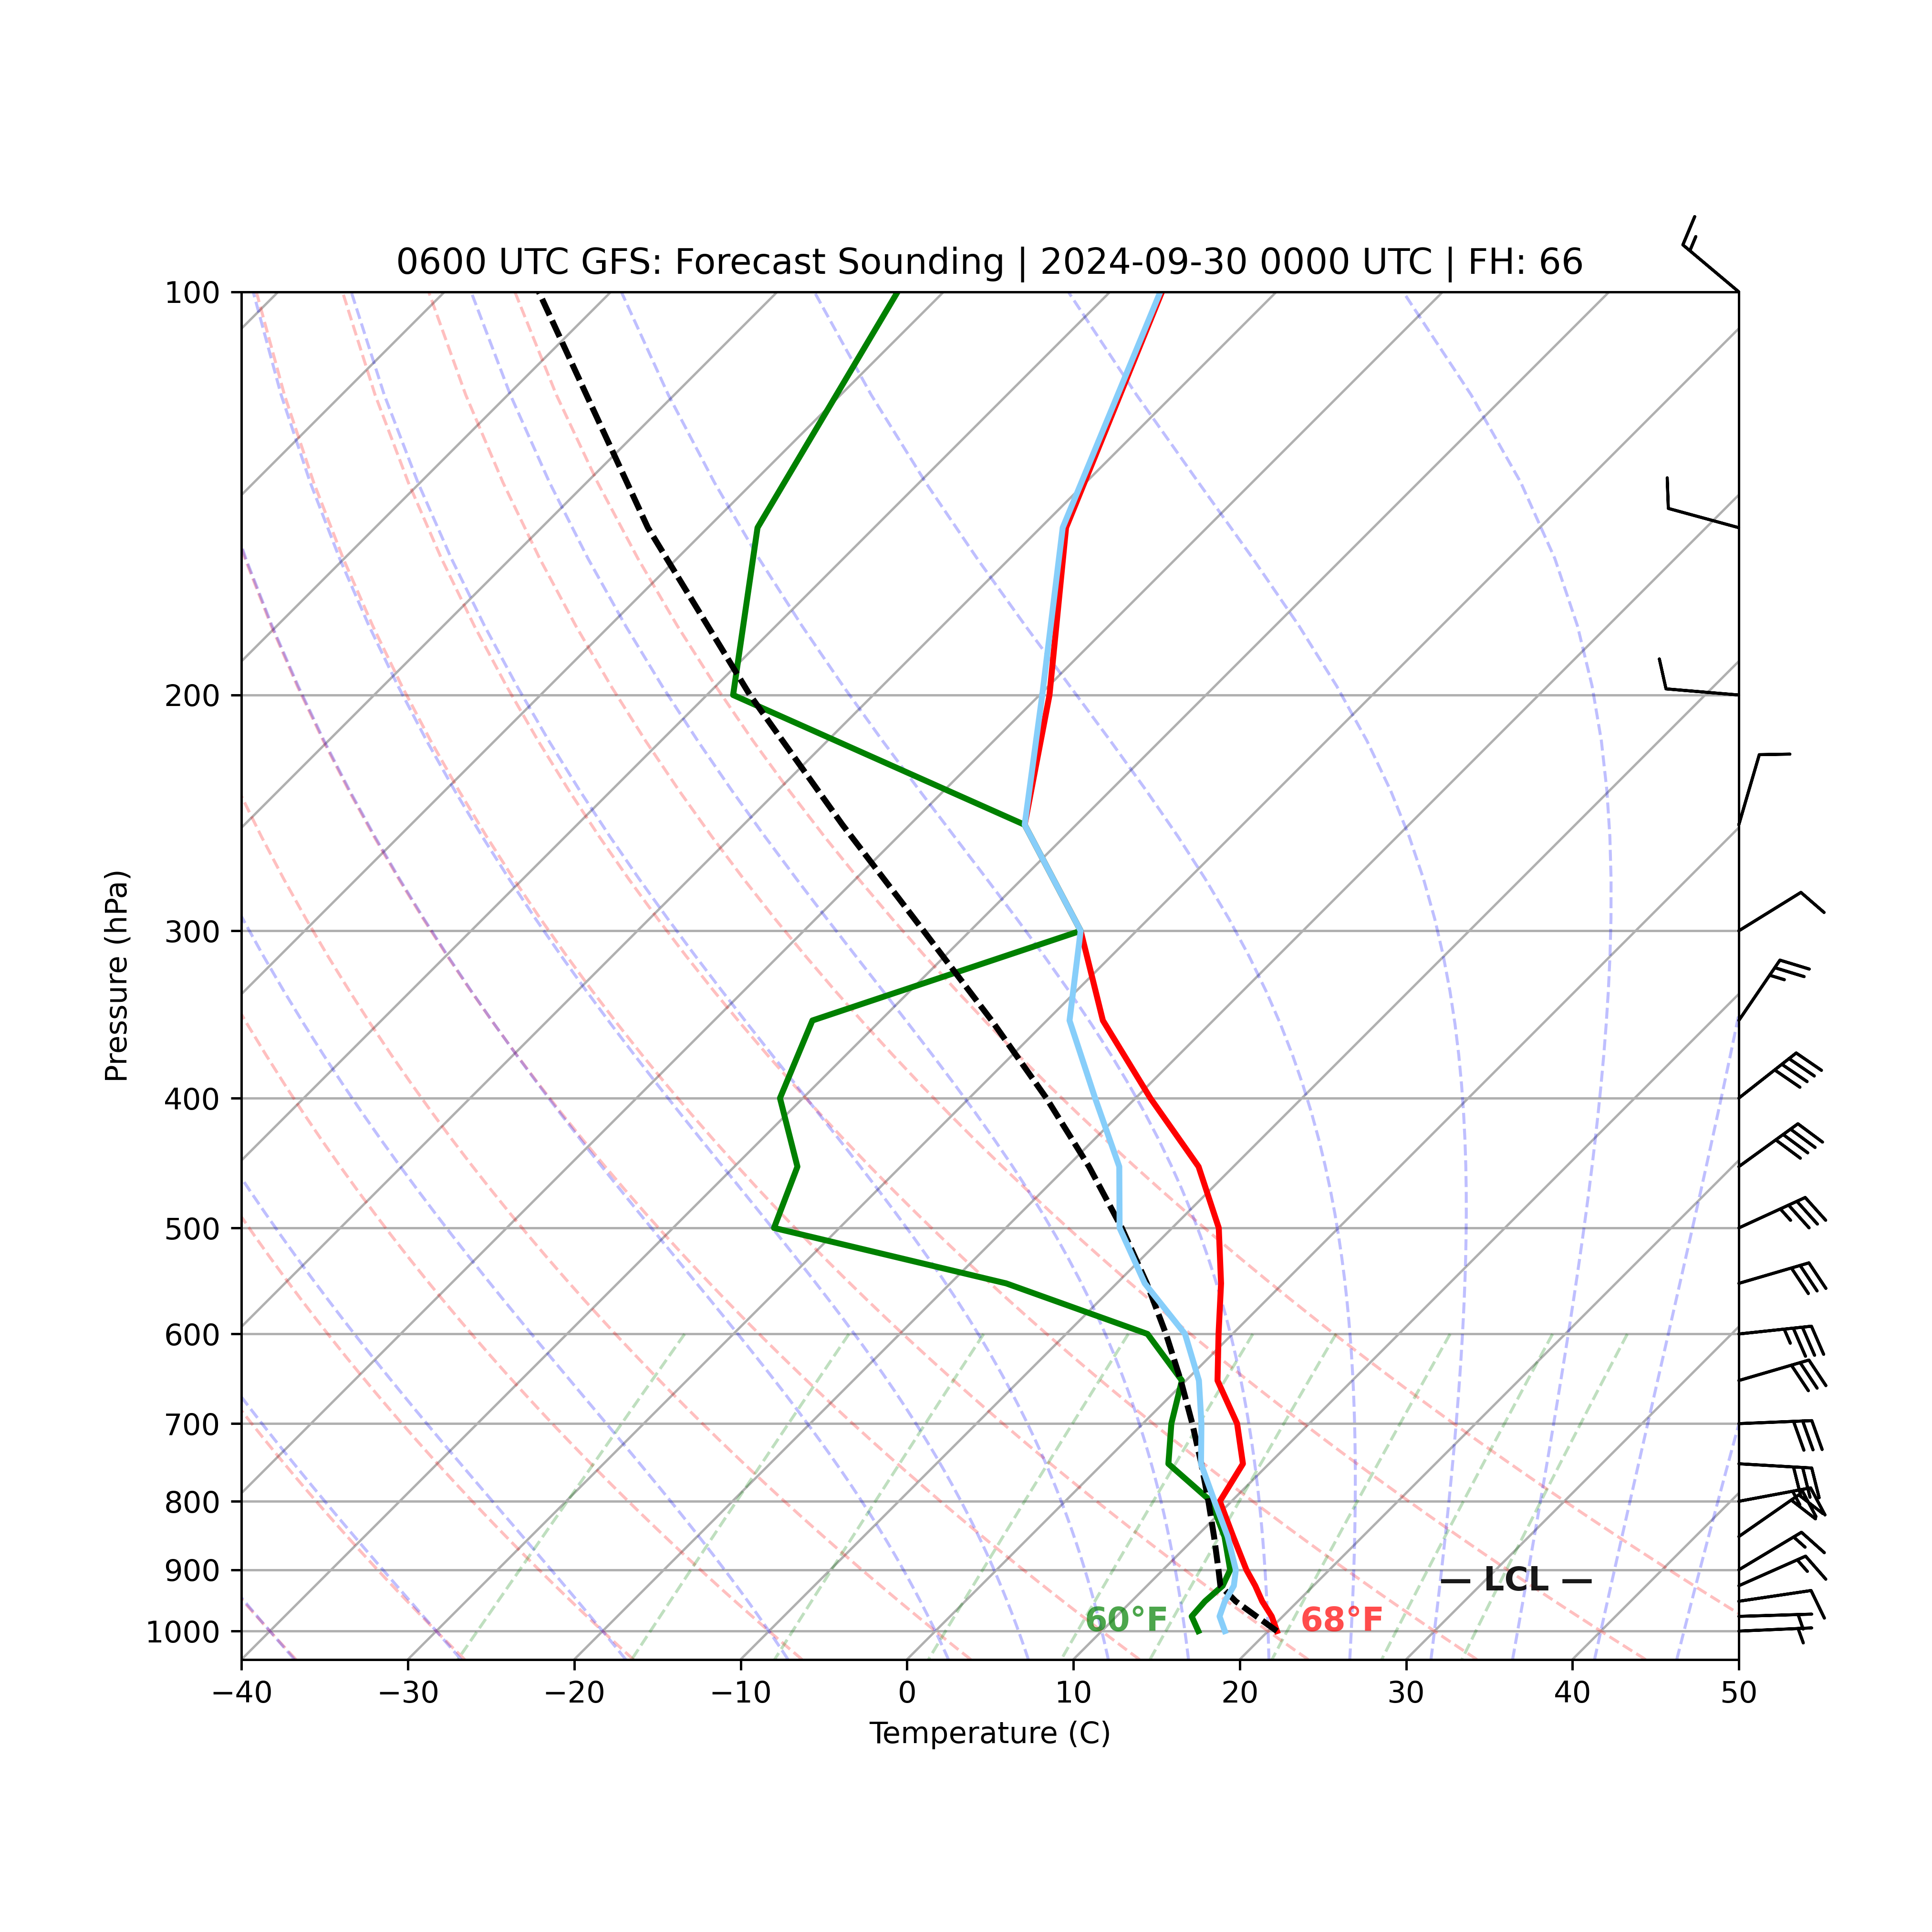 0600 UTC GFS: Forecast Sounding | 2024-09-30 0000 UTC | FH: 66
100
200
300
400
500
600
700
800
900
1000
Pressure (hPa)
— LCL —
60°F
68°F
−40 −30 −20 −10 0 10 20 30 40 50
Temperature (C)